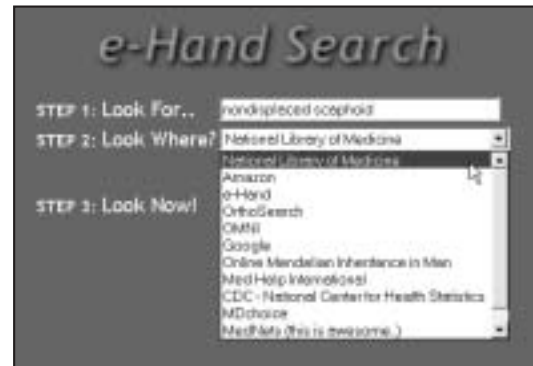 e-Hand Search
STEP 1: Look For..
nondisplaced scaphoid
STEP 2: Look Where?
National Library of Medicine
National Library of Medicine
Amazon
e-Hand
OrthoSearch
OMNI
Google
STEP 3: Look Now!
Online Mendelian Inheritance in Man
Med Help International
CDC - National Center for Health Statistics
MDchoice
MedNets (this is awesome.)